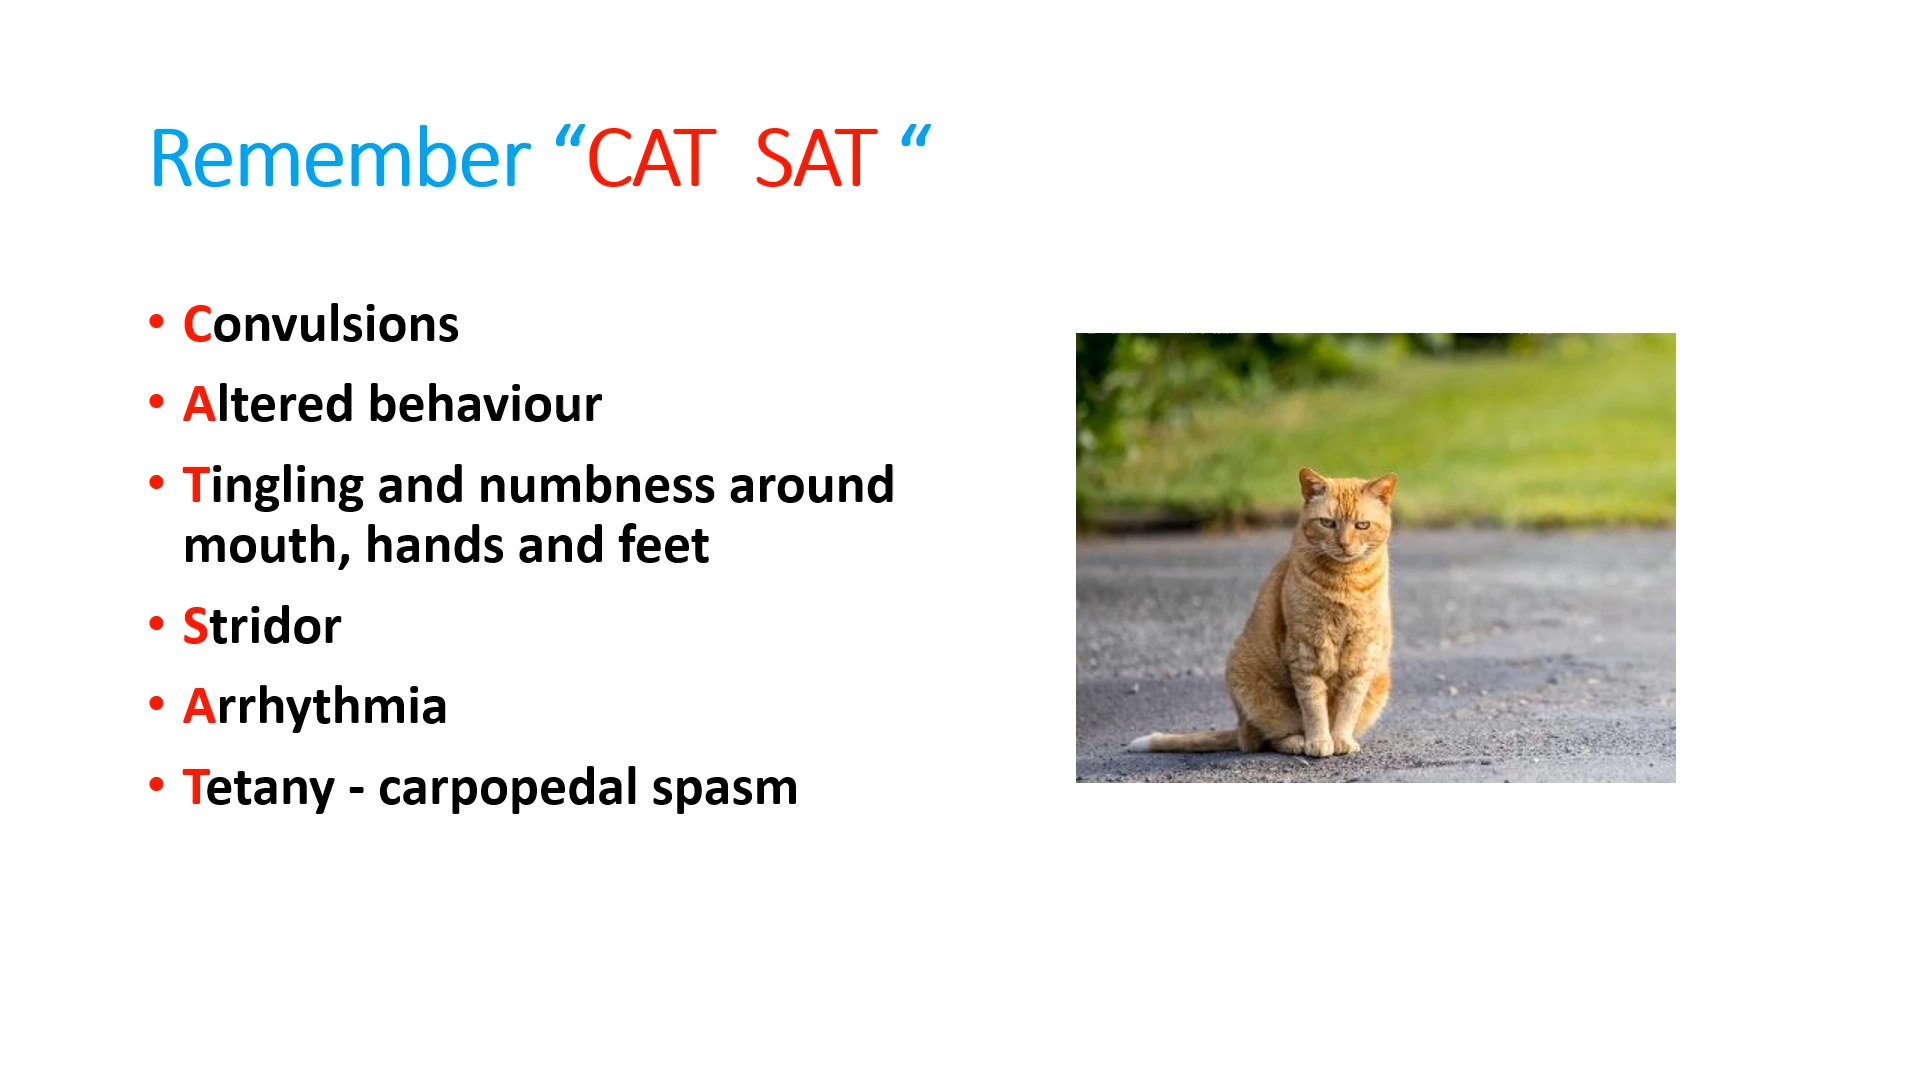 Remember “CAT  SAT “
• Convulsions
• Altered behaviour
• Tingling and numbness around
mouth, hands and feet
• Stridor
• Arrhythmia
• Tetany - carpopedal spasm